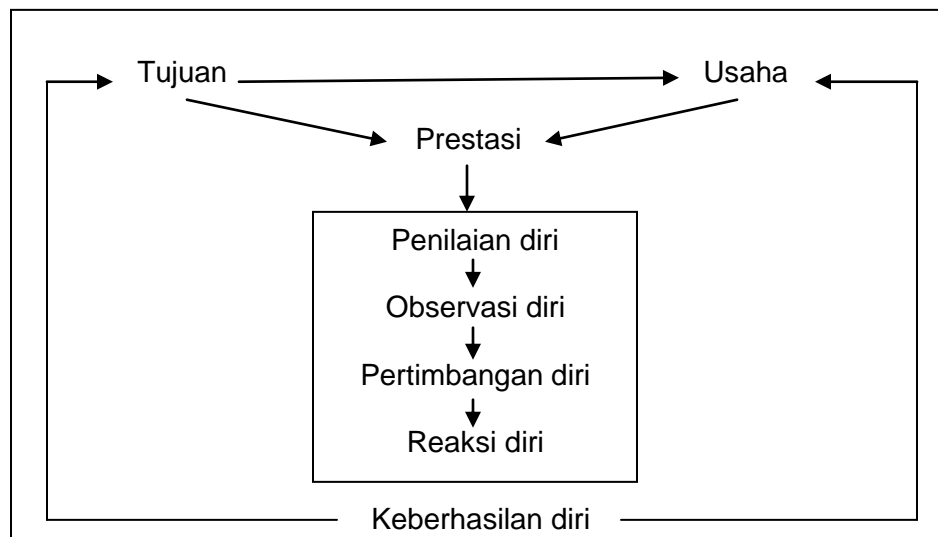 Tujuan
Usaha
Prestasi
Penilaian diri
Observasi diri
Pertimbangan diri
Reaksi diri
Keberhasilan diri